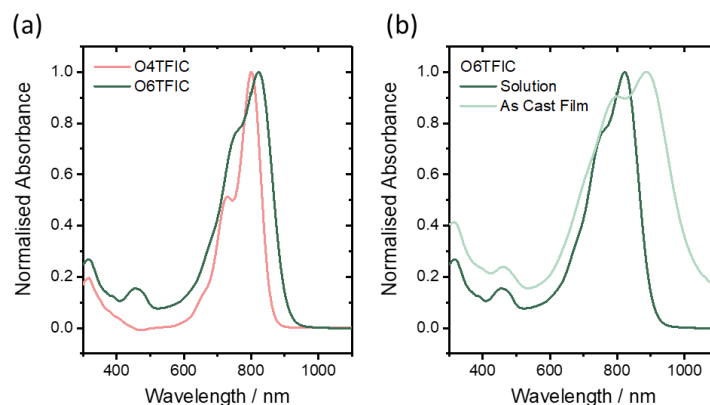 (a)
O4TFIC
O6TFIC
Normalised Absorbance
1.0
0.8
0.6
0.4
0.2
0.0
400 600 800 1000
Wavelength / nm
(b)
O6TFIC
Solution
As Cast Film
Normalised Absorbance
1.0
0.8
0.6
0.4
0.2
0.0
400 600 800 1000
Wavelength / nm